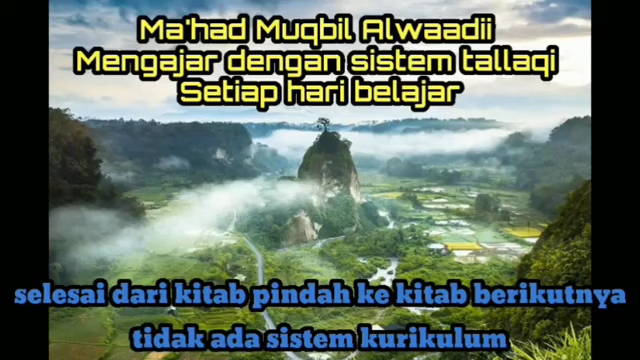 Ma'had Muqbil Alwaadii
Mengajar dengan sistem tallaqi
Setiap hari belajar
selesai dari kitab pindah ke kitab berikutnya
tidak ada sistem kurikulum